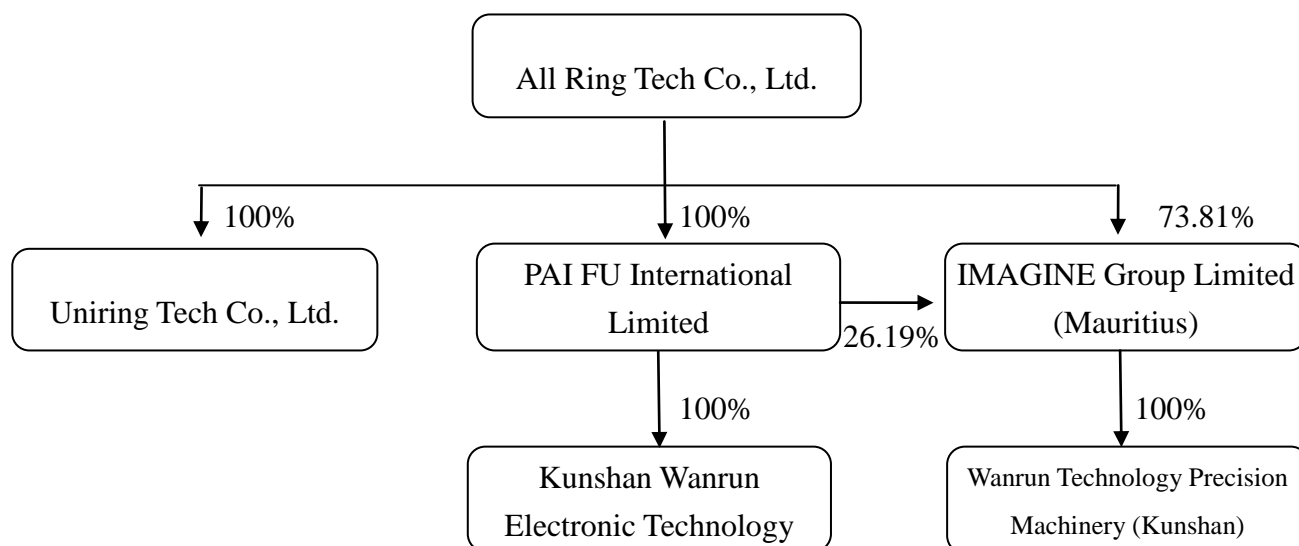 All Ring Tech Co., Ltd.
100%
100%
73.81%
Uniring Tech Co., Ltd.
PAI FU International
Limited
26.19%
IMAGINE Group Limited
(Mauritius)
100%
100%
Kunshan Wanrun
Electronic Technology
Wanrun Technology Precision
Machinery (Kunshan)